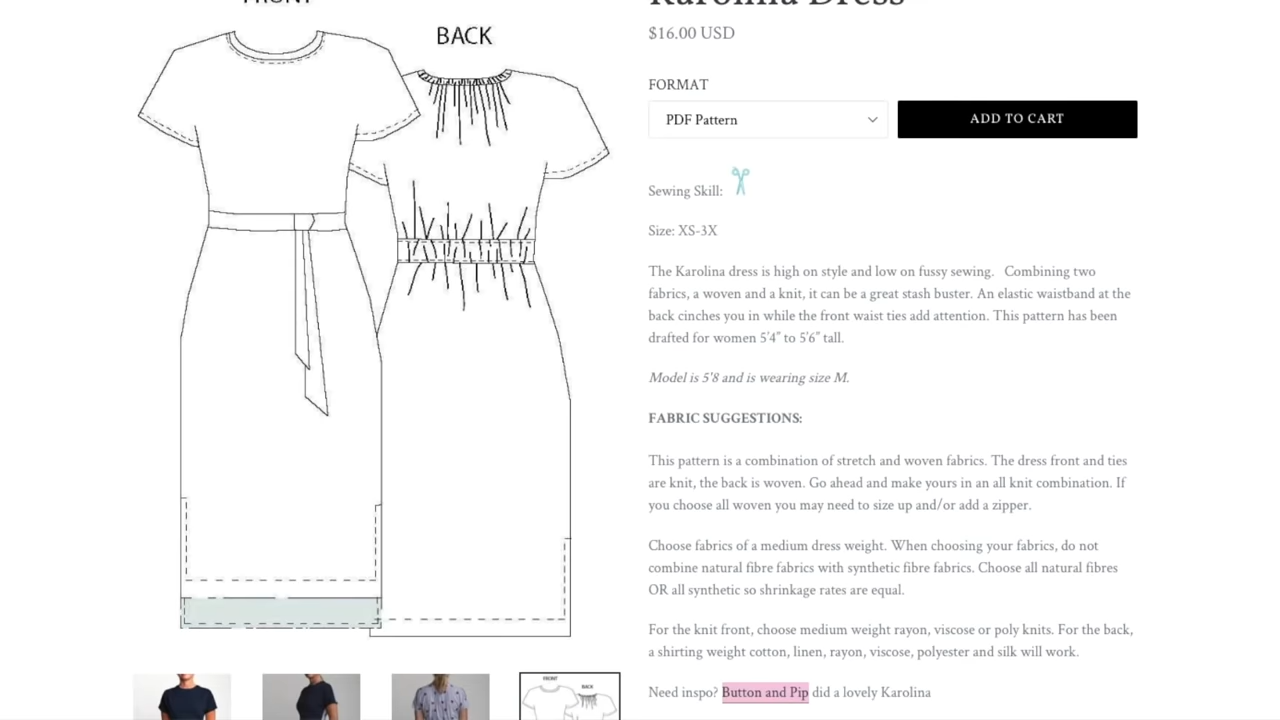 FRONT
BACK
Karolina Dress
$16.00 USD
FORMAT
PDF Pattern
ADD TO CART
Sewing Skill:
Size: XS-3X
The Karolina dress is high on style and low on fussy sewing.   Combining two
fabrics, a woven and a knit, it can be a great stash buster. An elastic waistband at the
back cinches you in while the front waist ties add attention. This pattern has been
drafted for women 5'4” to 5'6” tall.
Model is 5'8 and is wearing size M.
FABRIC SUGGESTIONS:
This pattern is a combination of stretch and woven fabrics. The dress front and ties
are knit, the back is woven. Go ahead and make yours in an all knit combination. If
you choose all woven you may need to size up and/or add a zipper.
Choose fabrics of a medium dress weight. When choosing your fabrics, do not
combine natural fibre fabrics with synthetic fibre fabrics. Choose all natural fibres
OR all synthetic so shrinkage rates are equal.
For the knit front, choose medium weight rayon, viscose or poly knits. For the back,
a shirting weight cotton, linen, rayon, viscose, polyester and silk will work.
Need inspo? Button and Pip did a lovely Karolina
FRONT
BACK